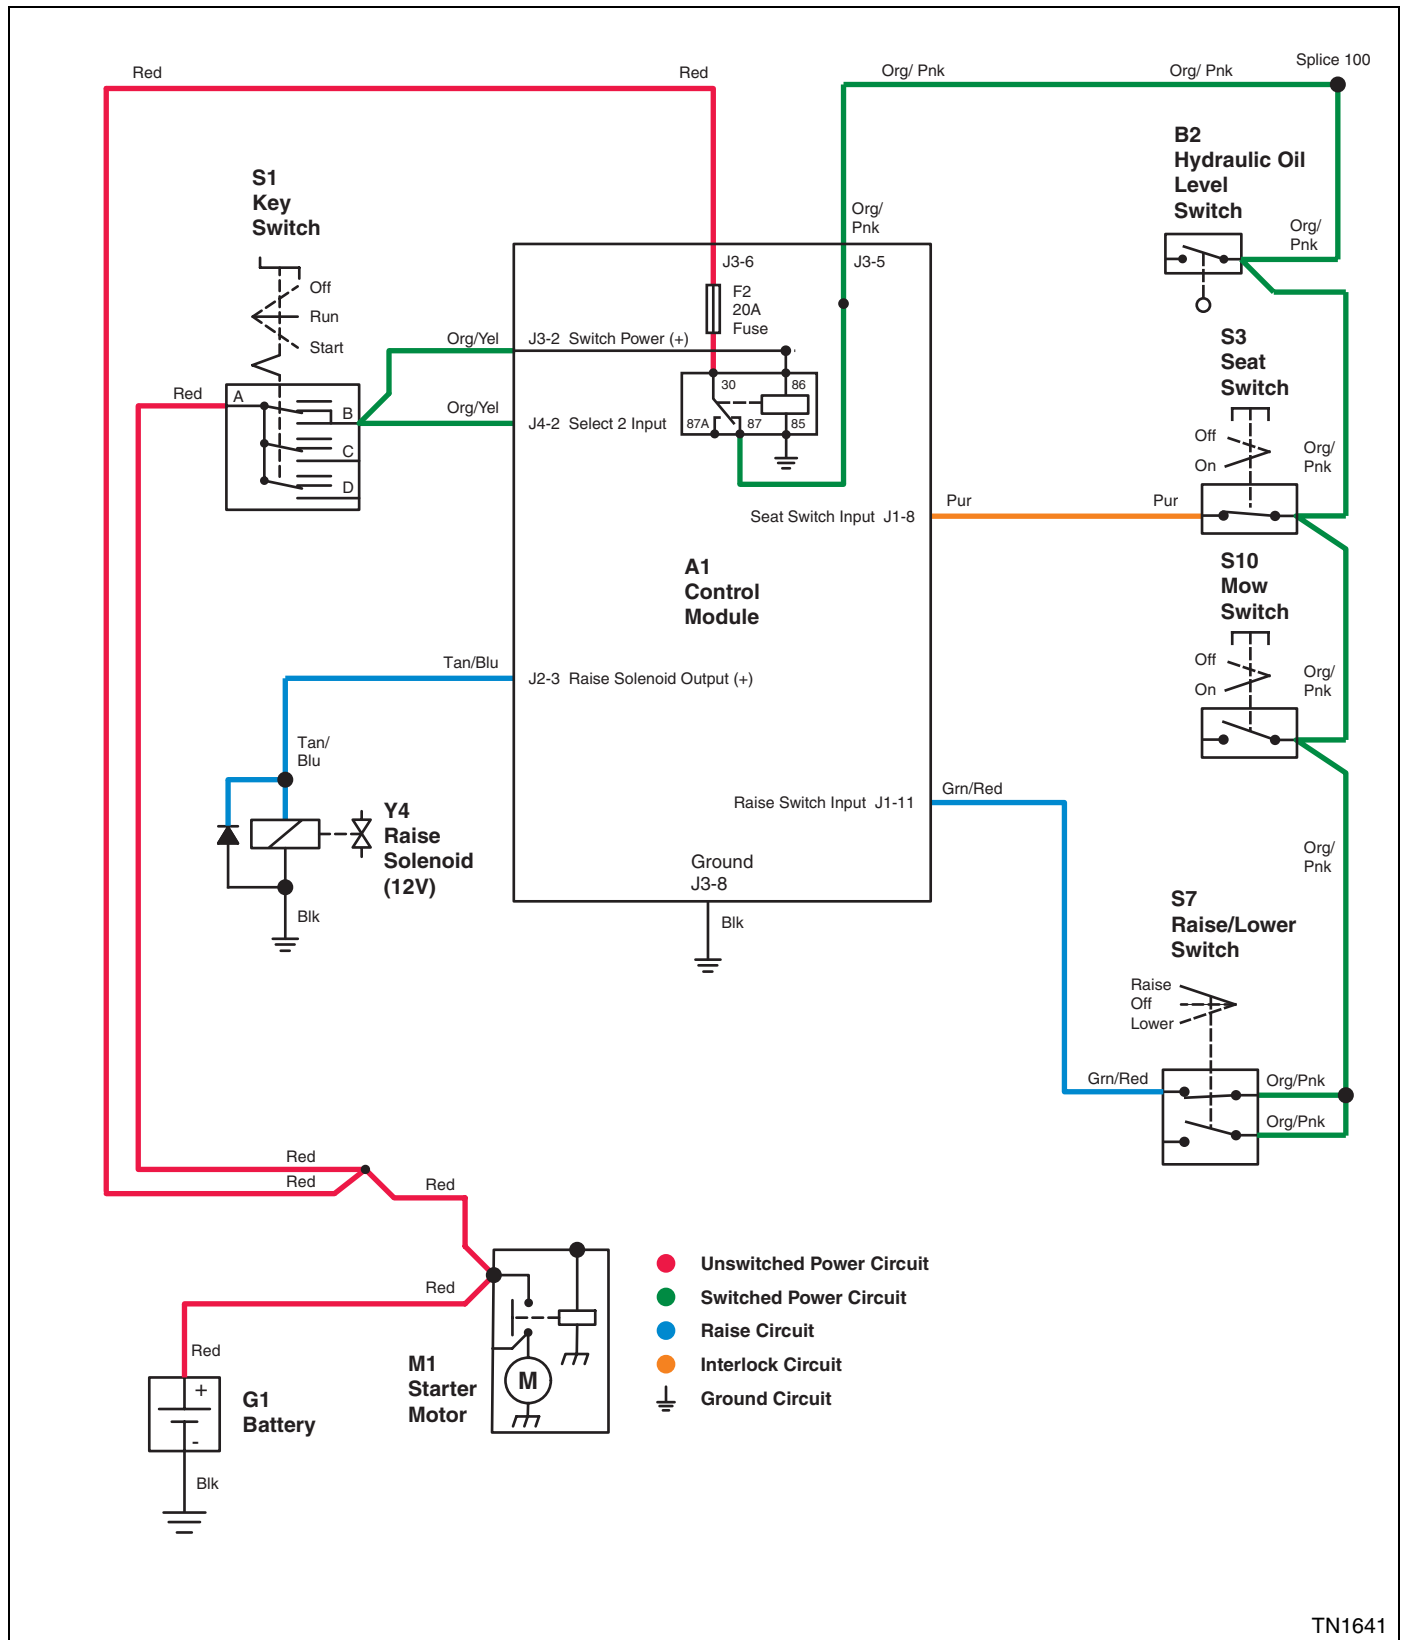 Red
Red
Org/ Pnk
Org/ Pnk
Splice 100
B2
Hydraulic Oil
Level
Switch
S1
Key
Switch
Org/
Pnk
Org/
Pnk
J3-6
J3-5
Off
Run
Start
F2
20A
Fuse
Org/Yel
J3-2 Switch Power (+)
S3
Seat
Switch
Red
A
B
C
D
Org/Yel
J4-2 Select 2 Input
30
86
87A
87
85
Off
On
Org/
Pnk
Seat Switch Input J1-8
Pur
Pur
A1
Control
Module
S10
Mow
Switch
Off
On
Org/
Pnk
Tan/Blu
J2-3 Raise Solenoid Output (+)
Tan/
Blu
Y4
Raise
Solenoid
(12V)
Raise Switch Input J1-11
Grn/Red
Ground
J3-8
Blk
Blk
Org/
Pnk
S7
Raise/Lower
Switch
Raise
Off
Lower
Grn/Red
Org/Pnk
Org/Pnk
Red
Red
Red
Red
Red
M1
Starter
Motor
M
G1
Battery
+
-
Blk
Unswitched Power Circuit
Switched Power Circuit
Raise Circuit
Interlock Circuit
Ground Circuit
TN1641